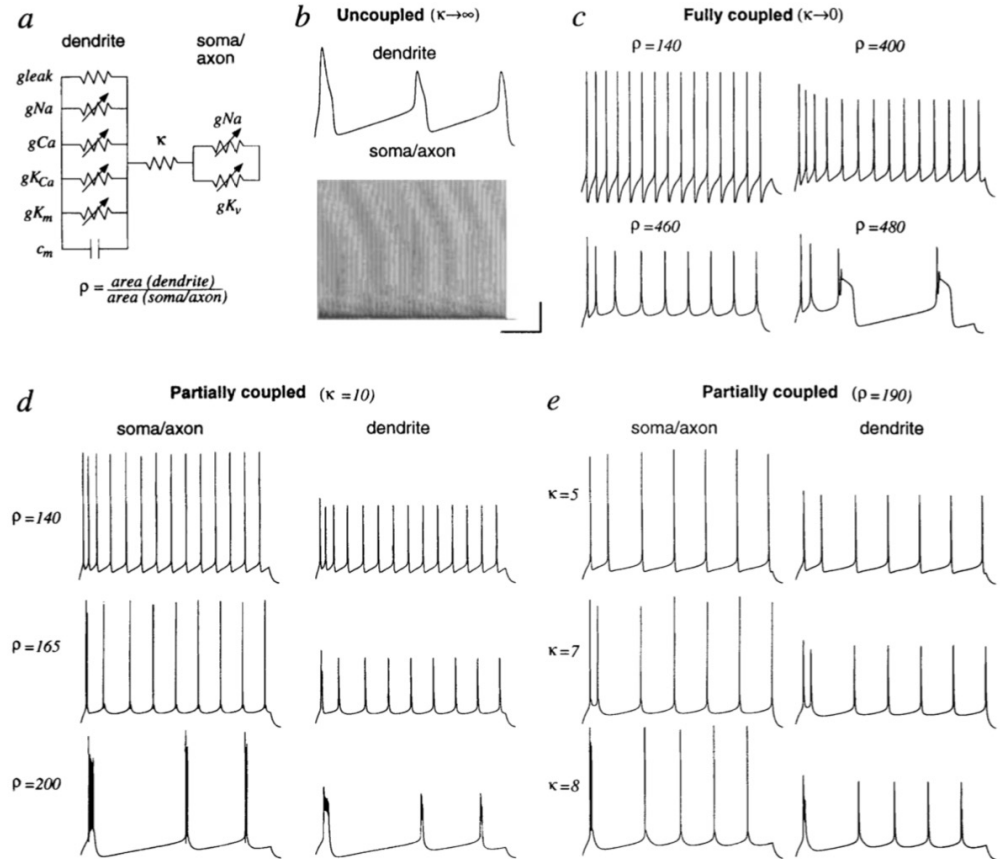 a
dendrite
soma/
axon
gleak
gNa
gCa
gKCa
gKm
cm
κ
gNa
gKv
ρ = area (dendrite)
area (soma/axon)
b
Uncoupled (κ→∞)
dendrite
soma/axon
c
Fully coupled (κ→0)
ρ=140
ρ=400
ρ=460
ρ=480
d
Partially coupled (κ =10)
soma/axon
dendrite
ρ=140
ρ=165
ρ=200
e
Partially coupled (ρ=190)
soma/axon
dendrite
κ=5
κ=7
κ=8